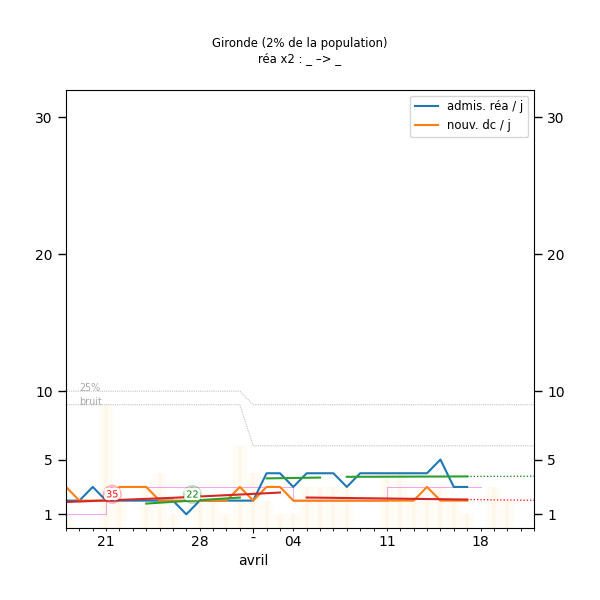 Gironde (2% de la population)
réa x2 : _ –> _
admis. réa / j
nouv. dc / j
30 30
20 20
10 10
25%
bruit
5 5
35 22
1 1
21 28 - 04 11 18
avril